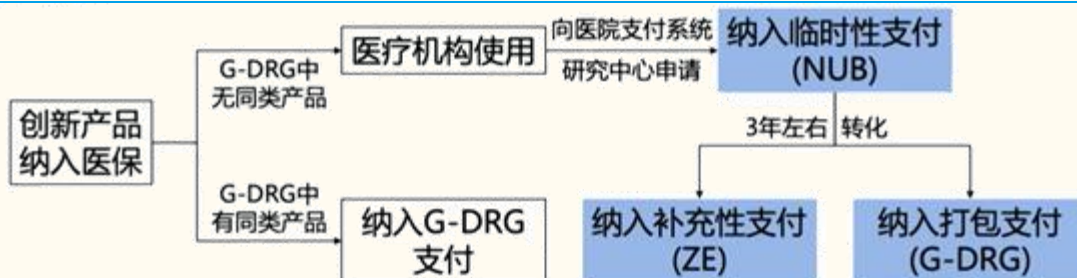 创新产品
纳入医保
G-DRG中
无同类产品
医疗机构使用
向医院支付系统
研究中心申请
纳入临时性支付
(NUB)
3年左右 转化
G-DRG中
有同类产品
纳入G-DRG
支付
纳入补充性支付
(ZE)
纳入打包支付
(G-DRG)